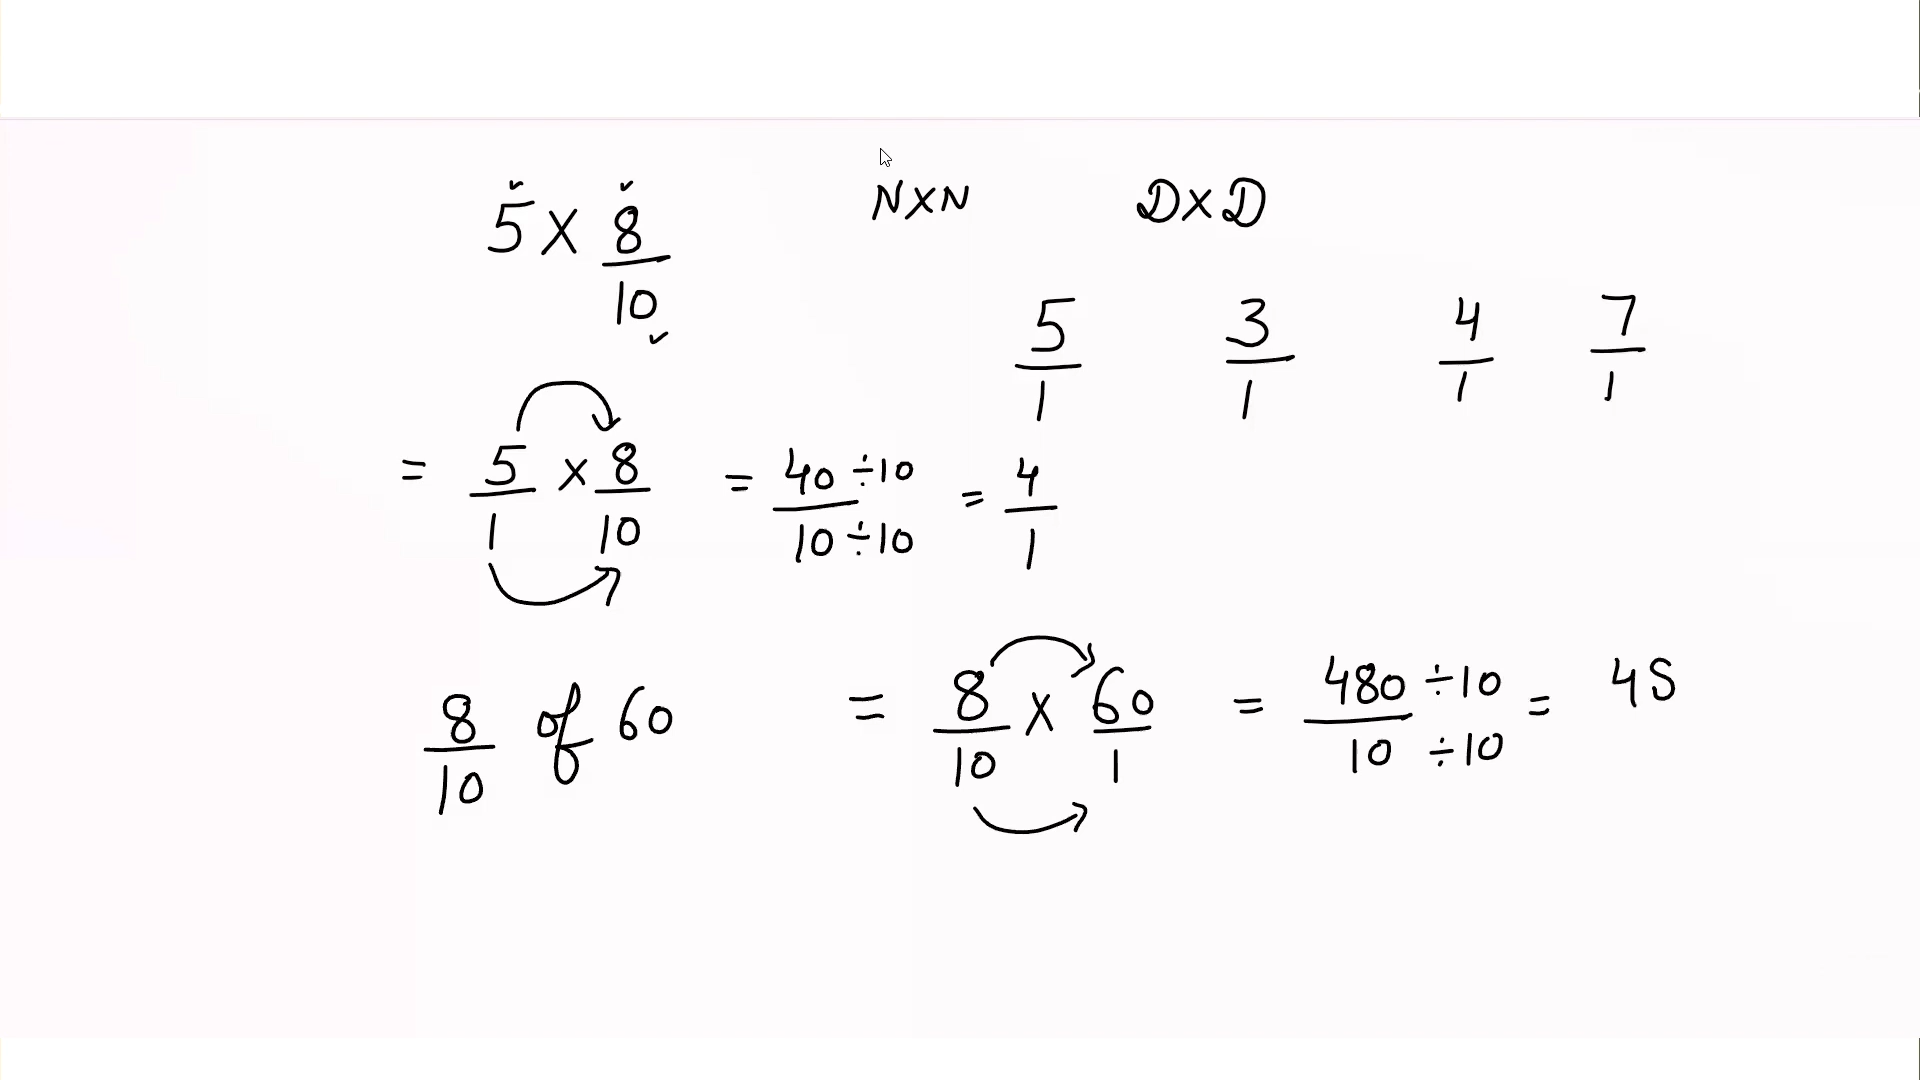 5 × 8/10
N×N D×D
5/1 3/1 4/1 7/1
= 5/1 × 8/10 = 40÷10/10÷10 = 4/1
8/10 of 60 = 8/10 × 60/1 = 480÷10/10÷10 = 4